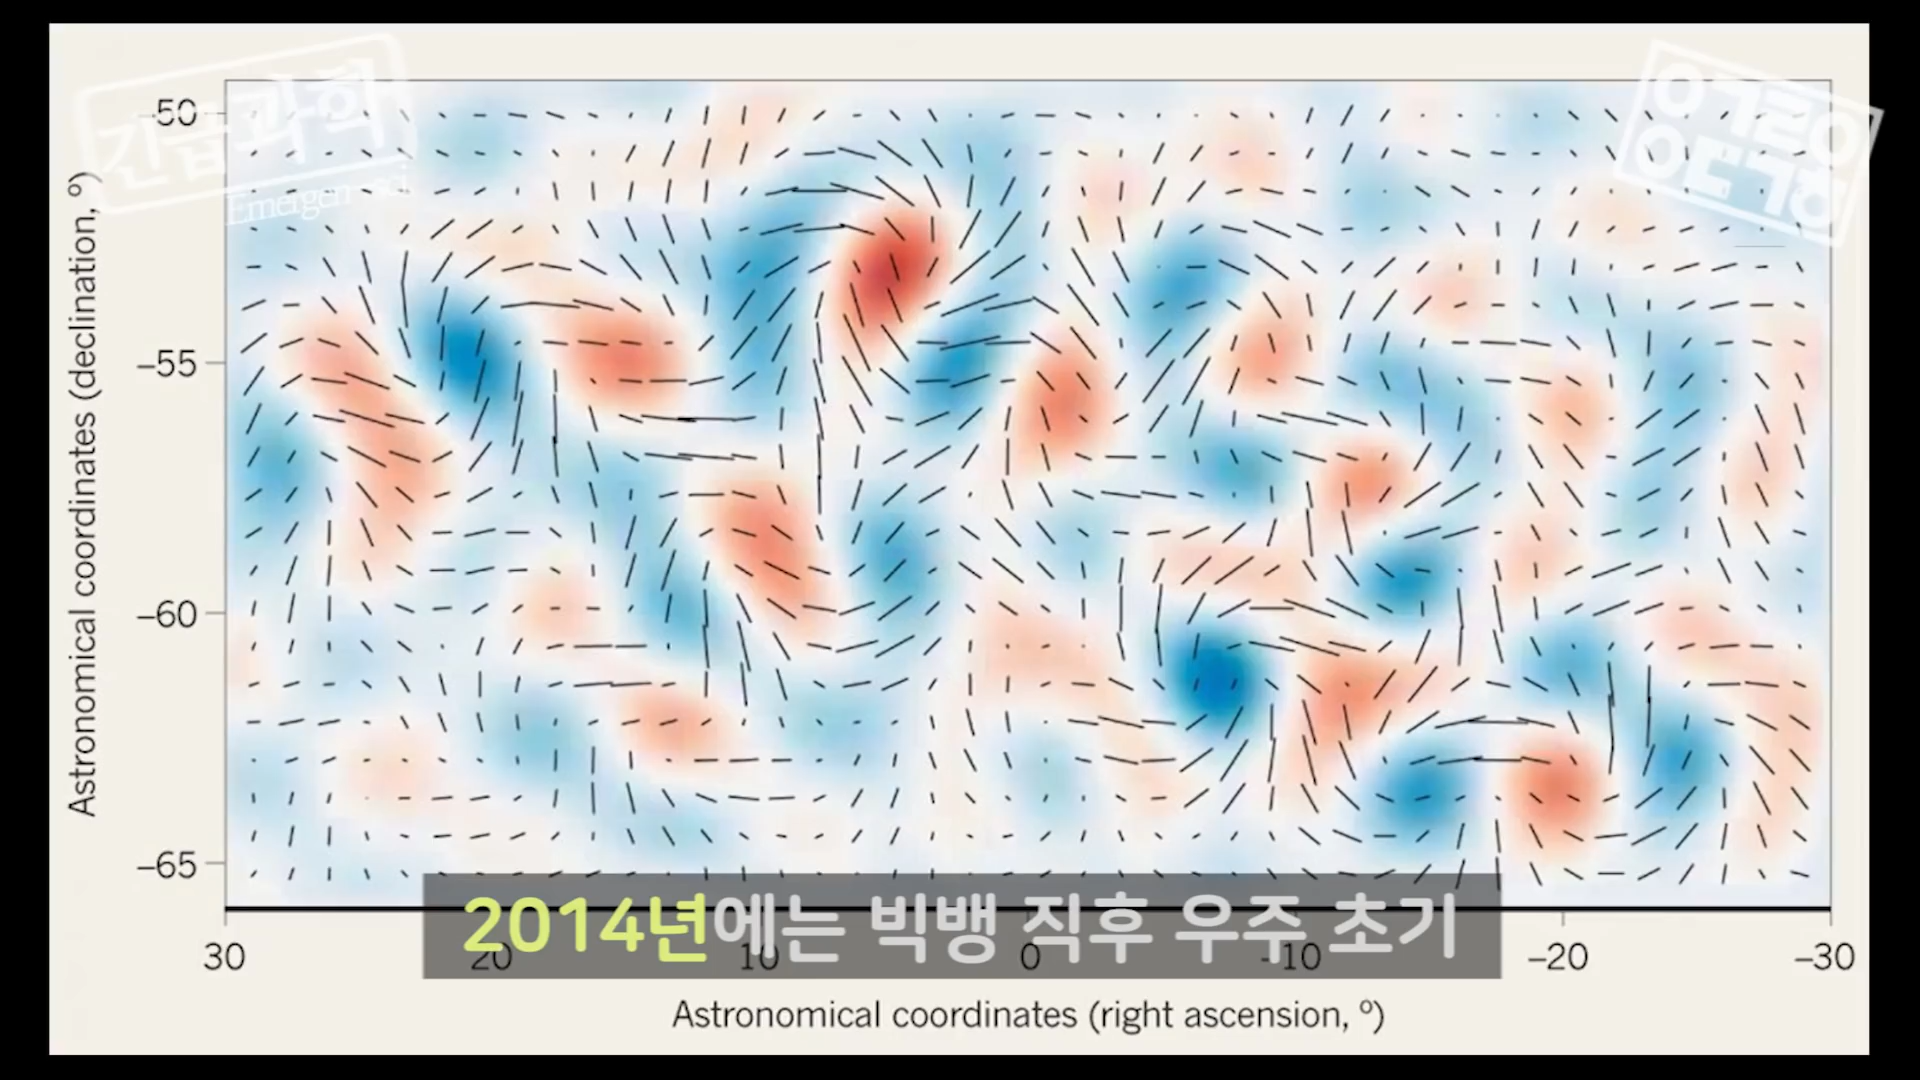 긴급과학
Emergen
–50
–55
–60
–65
Astronomical coordinates (declination, º)
2014년에는 빅뱅 직후 우주 초기
30
20
10
0
-10
–20
–30
Astronomical coordinates (right ascension, º)